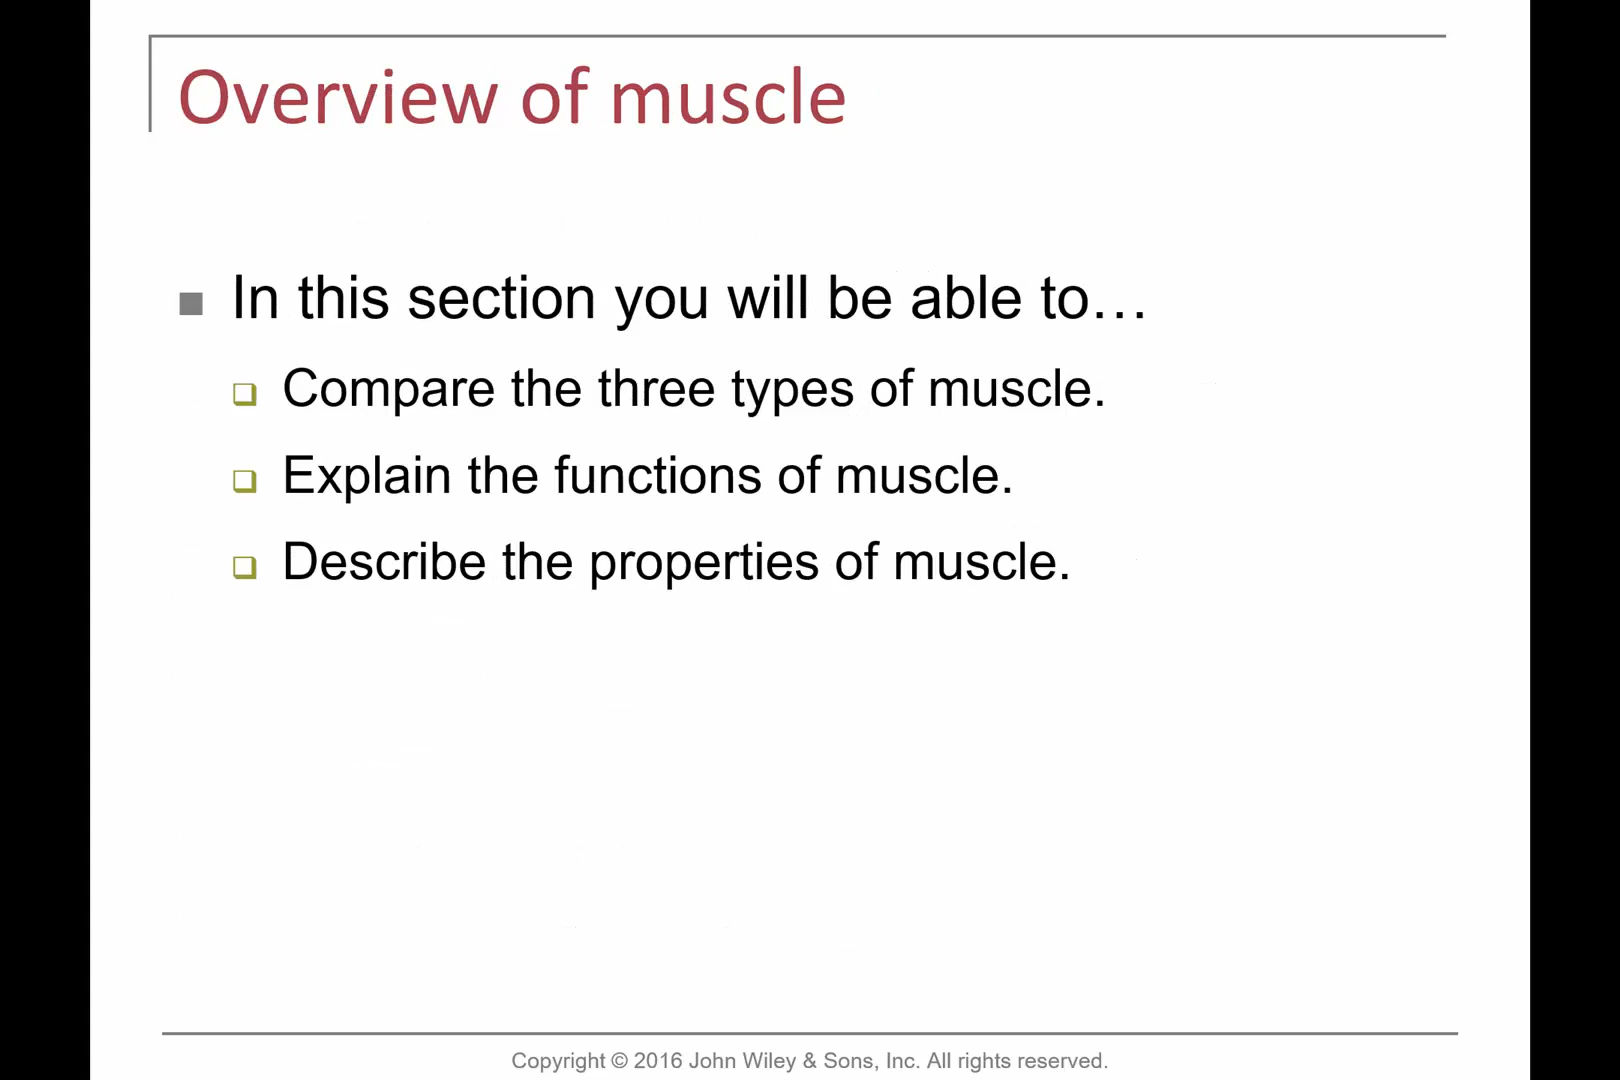 Overview of muscle
In this section you will be able to…
Compare the three types of muscle.
Explain the functions of muscle.
Describe the properties of muscle.
Copyright © 2016 John Wiley & Sons, Inc. All rights reserved.